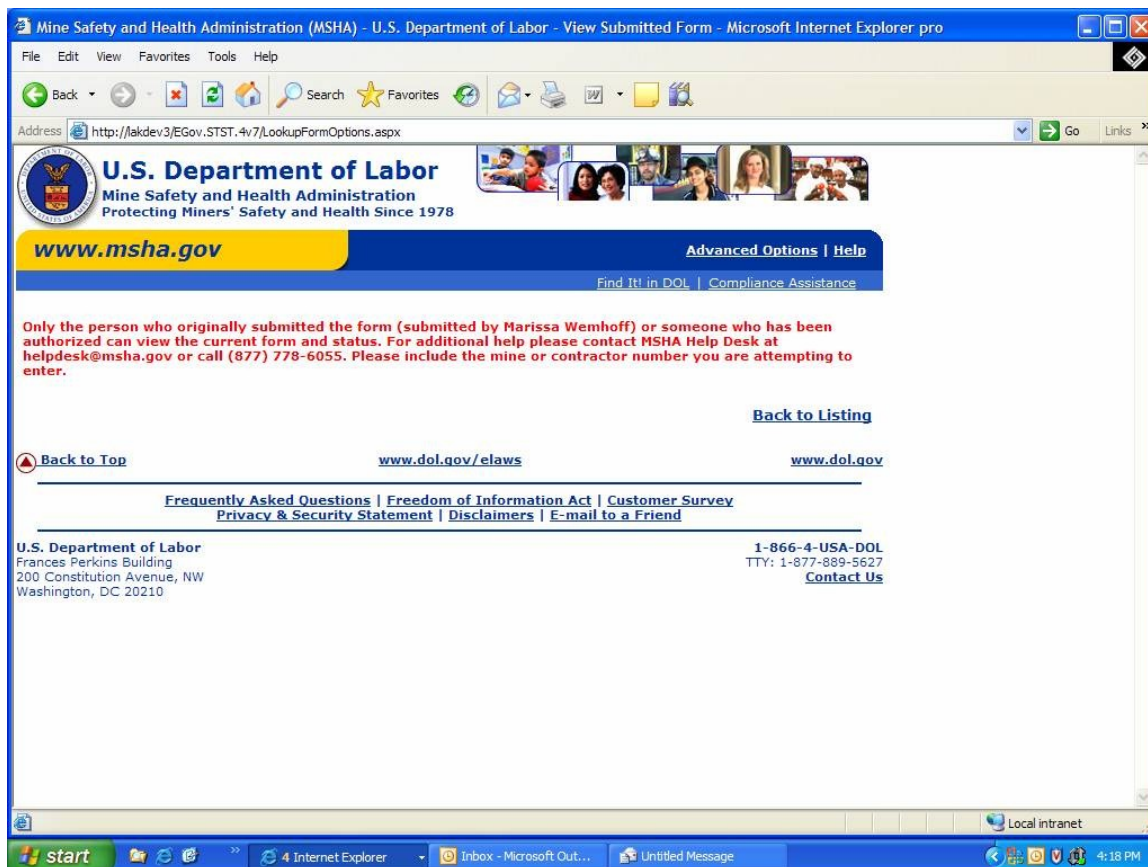 Mine Safety and Health Administration (MSHA) - U.S. Department of Labor - View Submitted Form - Microsoft Internet Explorer pro
File Edit View Favorites Tools Help
Back Search Favorites
Address http://lakdev3/EGov.STST.4v7/LookupFormOptions.aspx Go Links »
U.S. Department of Labor
Mine Safety and Health Administration
Protecting Miners' Safety and Health Since 1978
www.msha.gov Advanced Options | Help
Find It! in DOL | Compliance Assistance
Only the person who originally submitted the form (submitted by Marissa Wemhoff) or someone who has been
authorized can view the current form and status. For additional help please contact MSHA Help Desk at
helpdesk@msha.gov or call (877) 778-6055. Please include the mine or contractor number you are attempting to
enter.
Back to Listing
Back to Top www.dol.gov/elaws www.dol.gov
Frequently Asked Questions | Freedom of Information Act | Customer Survey
Privacy & Security Statement | Disclaimers | E-mail to a Friend
U.S. Department of Labor 1-866-4-USA-DOL
Frances Perkins Building TTY: 1-877-889-5627
200 Constitution Avenue, NW Contact Us
Washington, DC 20210
Local intranet
start » 4 Internet Explorer Inbox - Microsoft Out... Untitled Message 4:18 PM